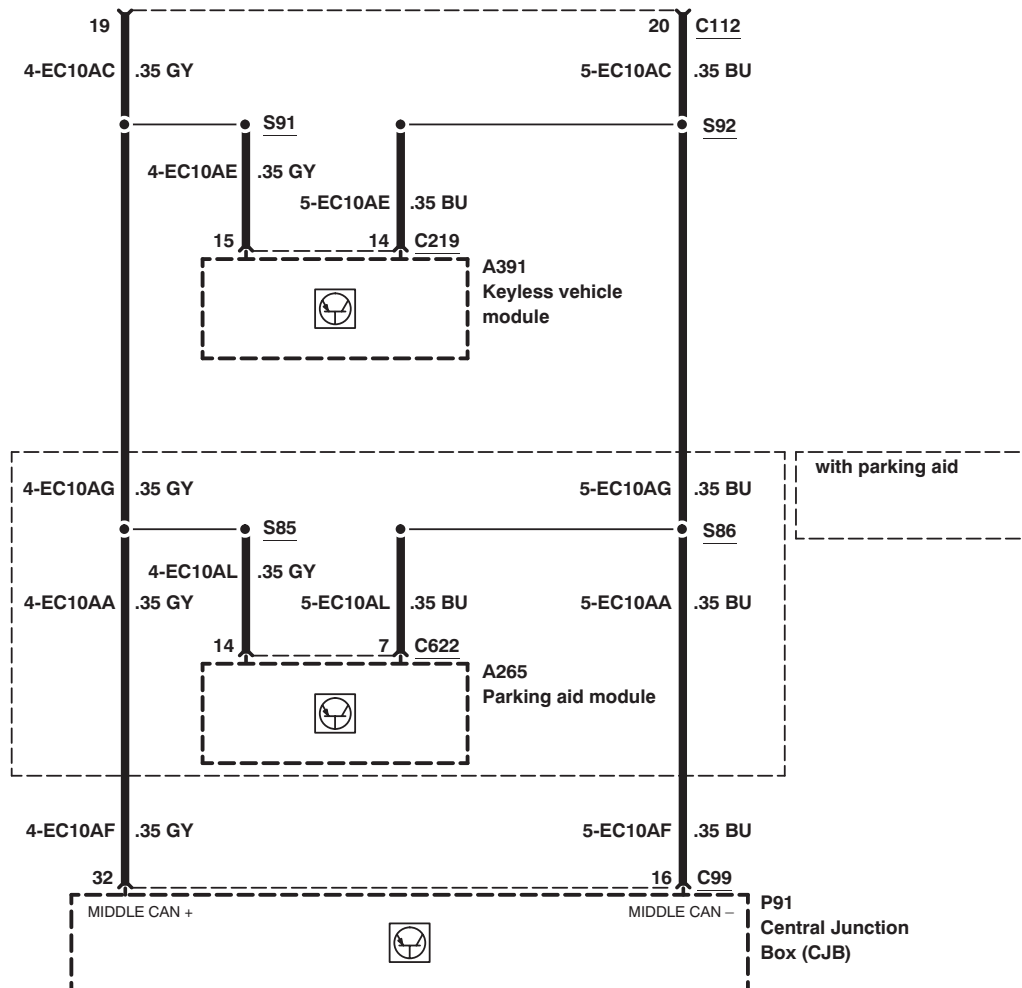 19
20 C112
4-EC10AC .35 GY
5-EC10AC .35 BU
S91
S92
4-EC10AE .35 GY
5-EC10AE .35 BU
15
14 C219
A391
Keyless vehicle
module
with parking aid
4-EC10AG .35 GY
5-EC10AG .35 BU
S85
S86
4-EC10AL .35 GY
4-EC10AA .35 GY
5-EC10AL .35 BU
5-EC10AA .35 BU
14
7 C622
A265
Parking aid module
4-EC10AF .35 GY
5-EC10AF .35 BU
32
16 C99
MIDDLE CAN +
MIDDLE CAN –
P91
Central Junction
Box (CJB)